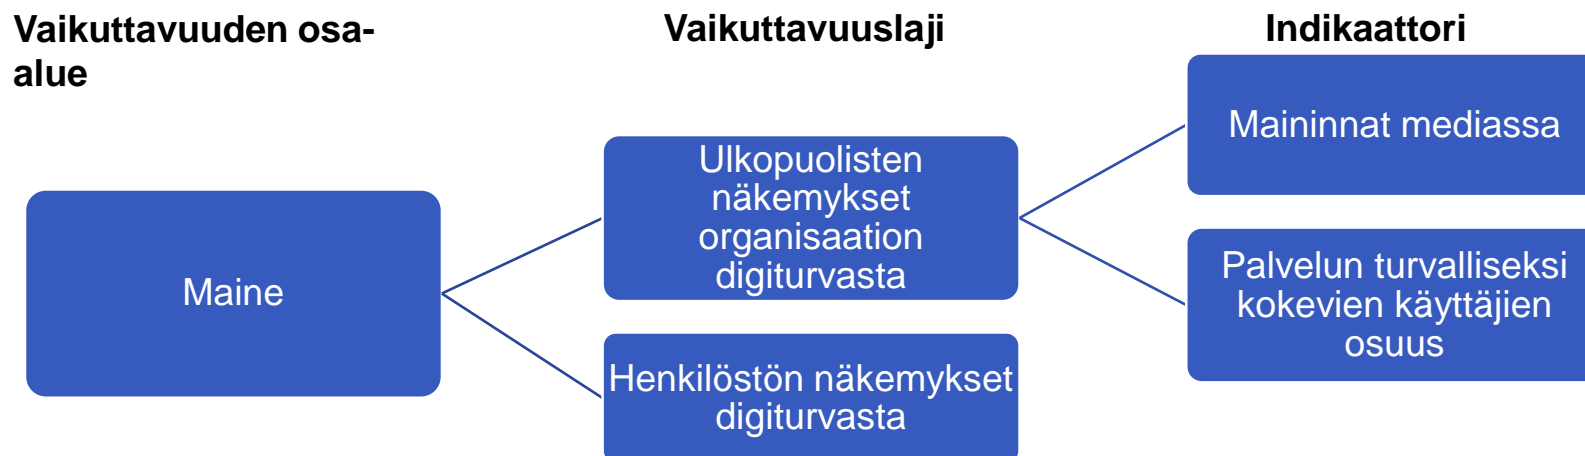 Vaikuttavuuden osa-
alue
Vaikuttavuuslaji
Indikaattori
Maine
Ulkopuolisten
näkemykset
organisaation
digiturvasta
Henkilöstön näkemykset
digiturvasta
Maininnat mediassa
Palvelun turvalliseksi
kokevien käyttäjien
osuus